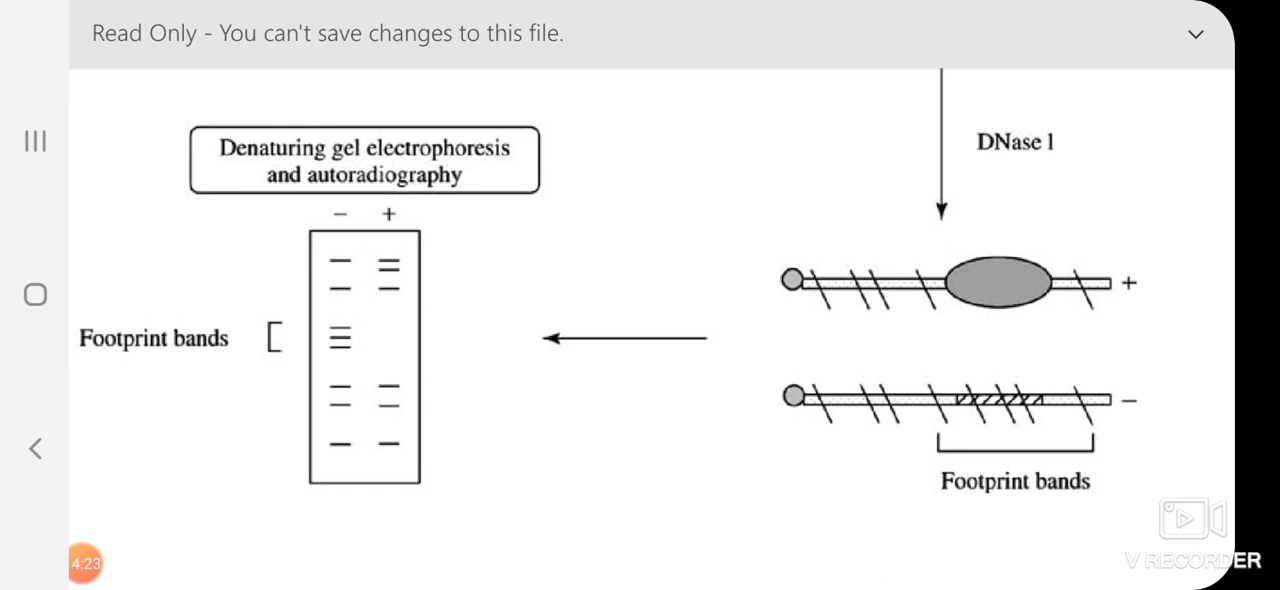 Read Only - You can't save changes to this file.
Denaturing gel electrophoresis
and autoradiography
DNase l
− +
+
Footprint bands
−
Footprint bands
4:23
V RECORDER